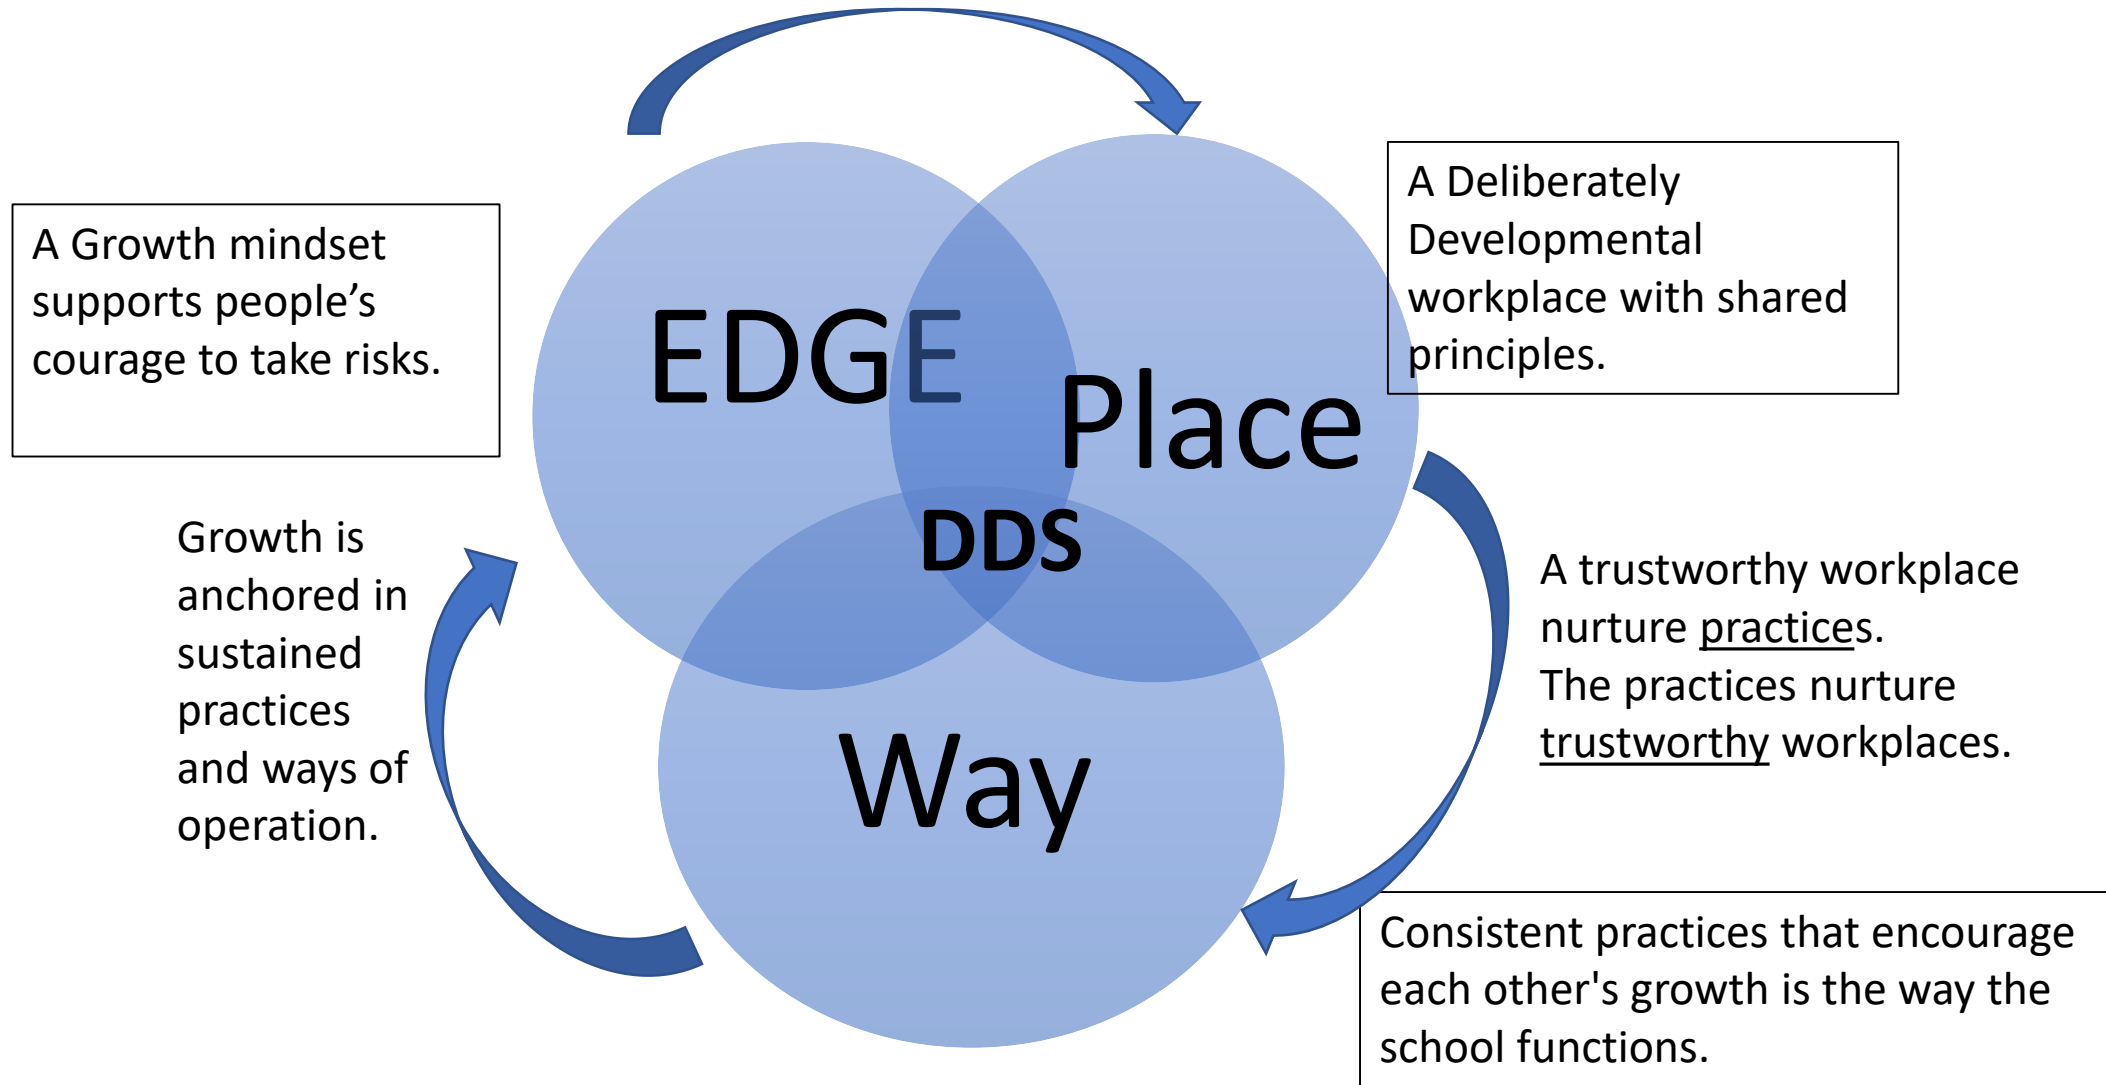 A Growth mindset
supports people’s
courage to take risks.
EDGE
Place
A Deliberately
Developmental
workplace with shared
principles.
DDS
Growth is
anchored in
sustained
practices
and ways of
operation.
A trustworthy workplace
nurture practices.
The practices nurture
trustworthy workplaces.
Way
Consistent practices that encourage
each other's growth is the way the
school functions.